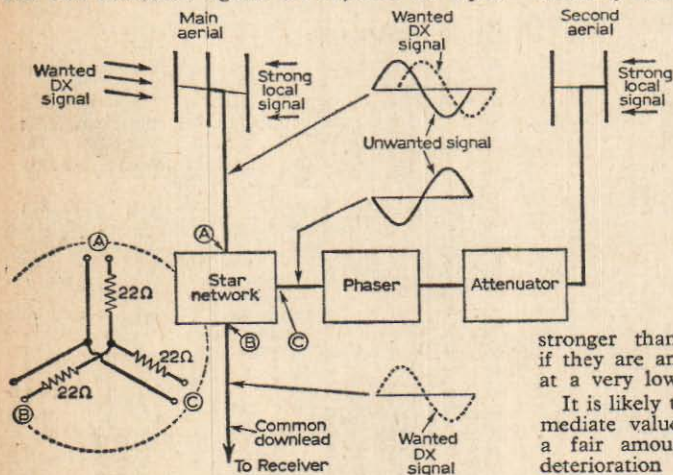 Main
aerial
Wanted
DX
signal
Second
aerial
Wanted
DX
signal
Strong
local
signal
Strong
local
signal
Unwanted signal
A
A
Star
network
Phaser
Attenuator
22Ω
22Ω
22Ω
B
C
B
C
Common
downlead
To Receiver
Wanted
DX
signal
stronger than
if they are
at a very low
It is likely
mediate value
a fair amou
deterioration